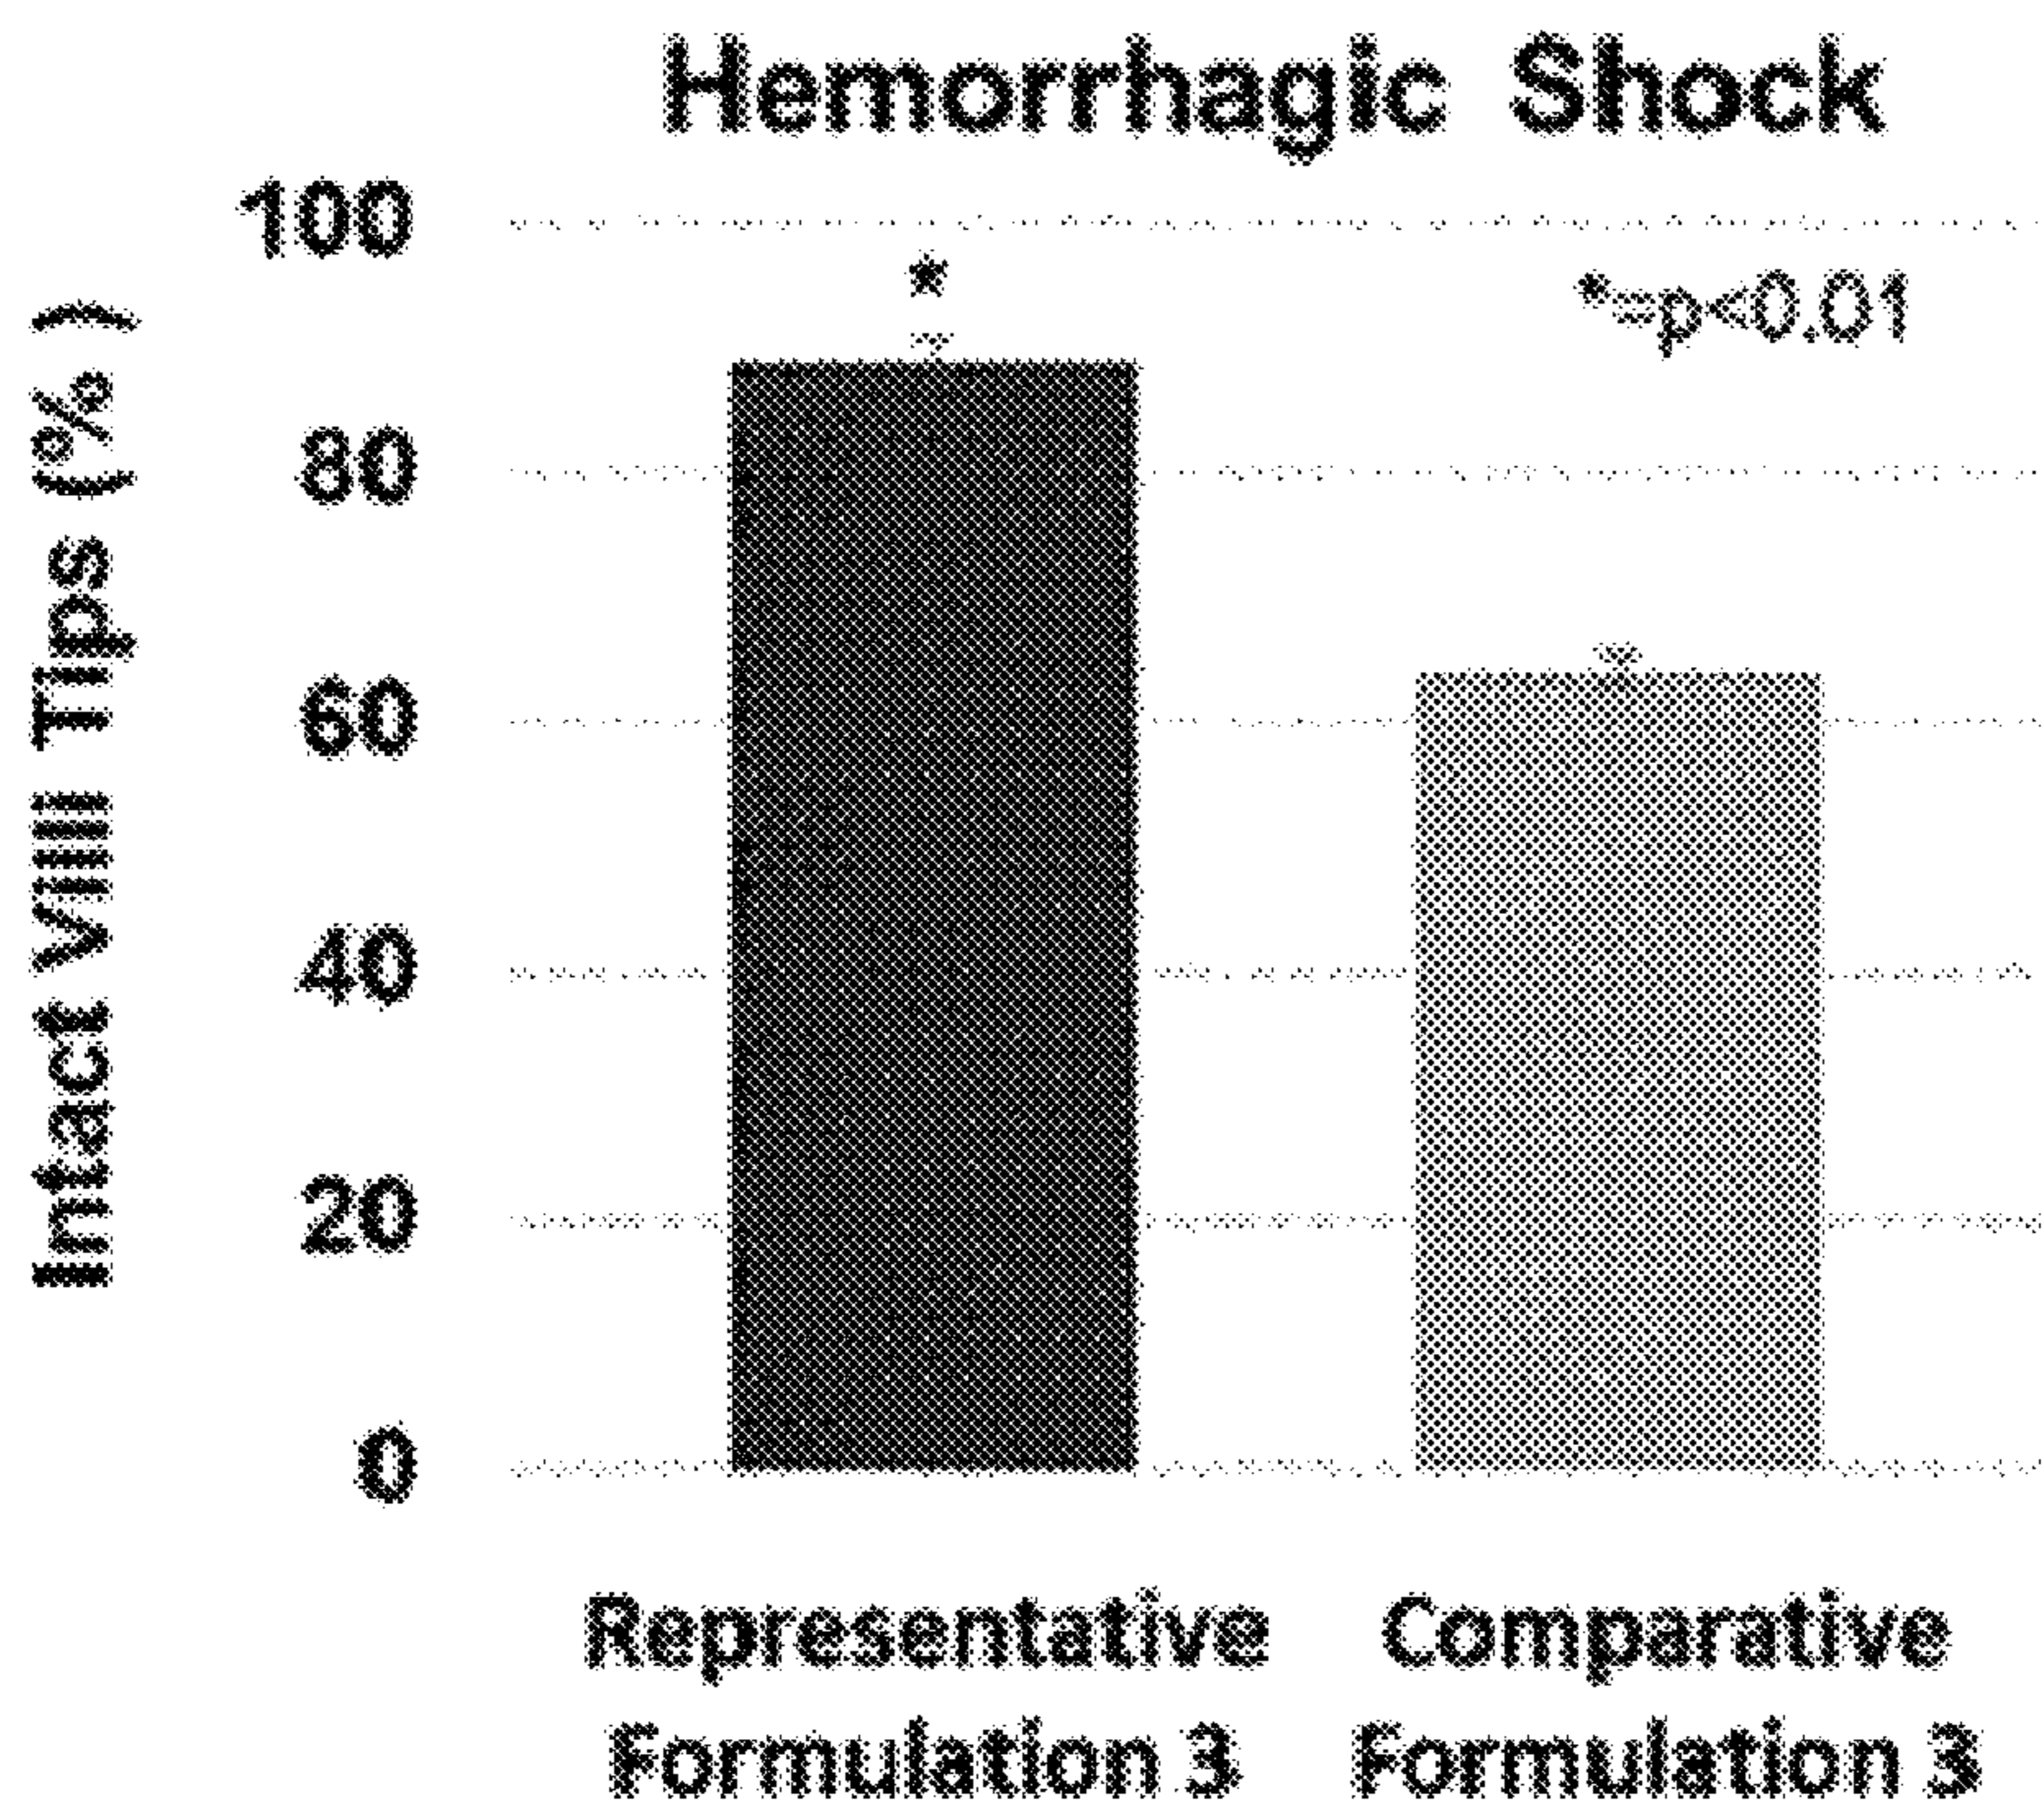 Hemorrhagic Shock
Intact Villi Tips (%)
100
80
60
40
20
0
*
*=p<0.01
Representative
Formulation 3
Comparative
Formulation 3